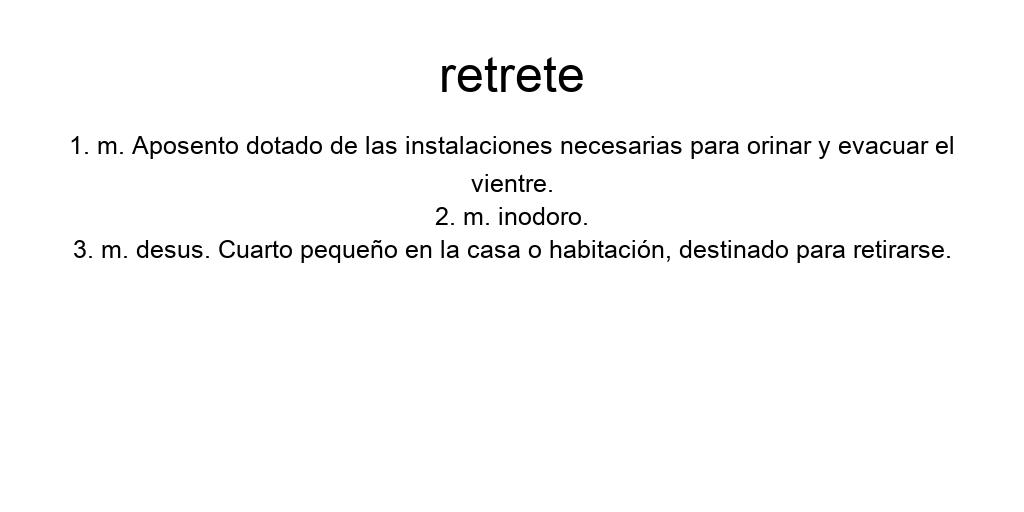 retrete
1. m. Aposento dotado de las instalaciones necesarias para orinar y evacuar el
vientre.
2. m. inodoro.
3. m. desus. Cuarto pequeño en la casa o habitación, destinado para retirarse.